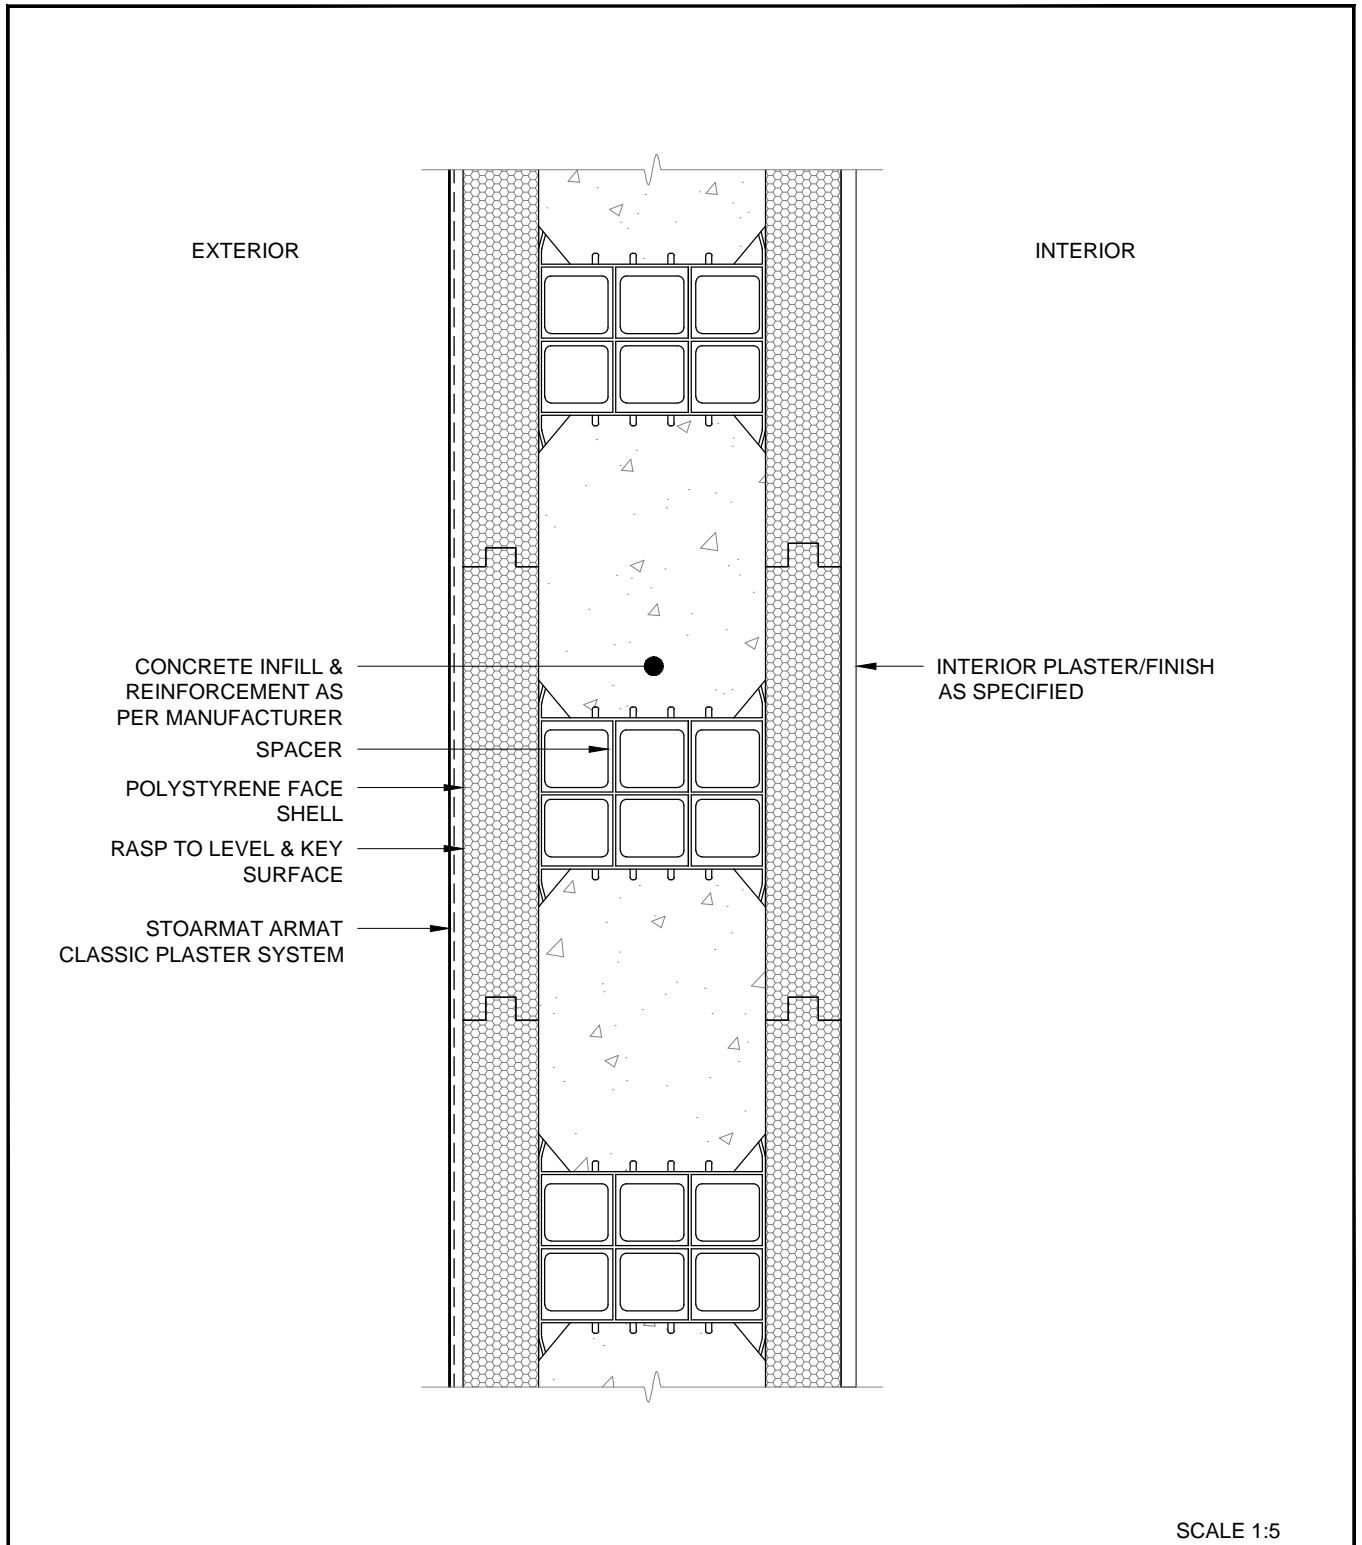 EXTERIOR
INTERIOR
CONCRETE INFILL &
REINFORCEMENT AS
PER MANUFACTURER
SPACER
POLYSTYRENE FACE
SHELL
RASP TO LEVEL & KEY
SURFACE
STOARMAT ARMAT
CLASSIC PLASTER SYSTEM
INTERIOR PLASTER/FINISH
AS SPECIFIED
SCALE 1:5